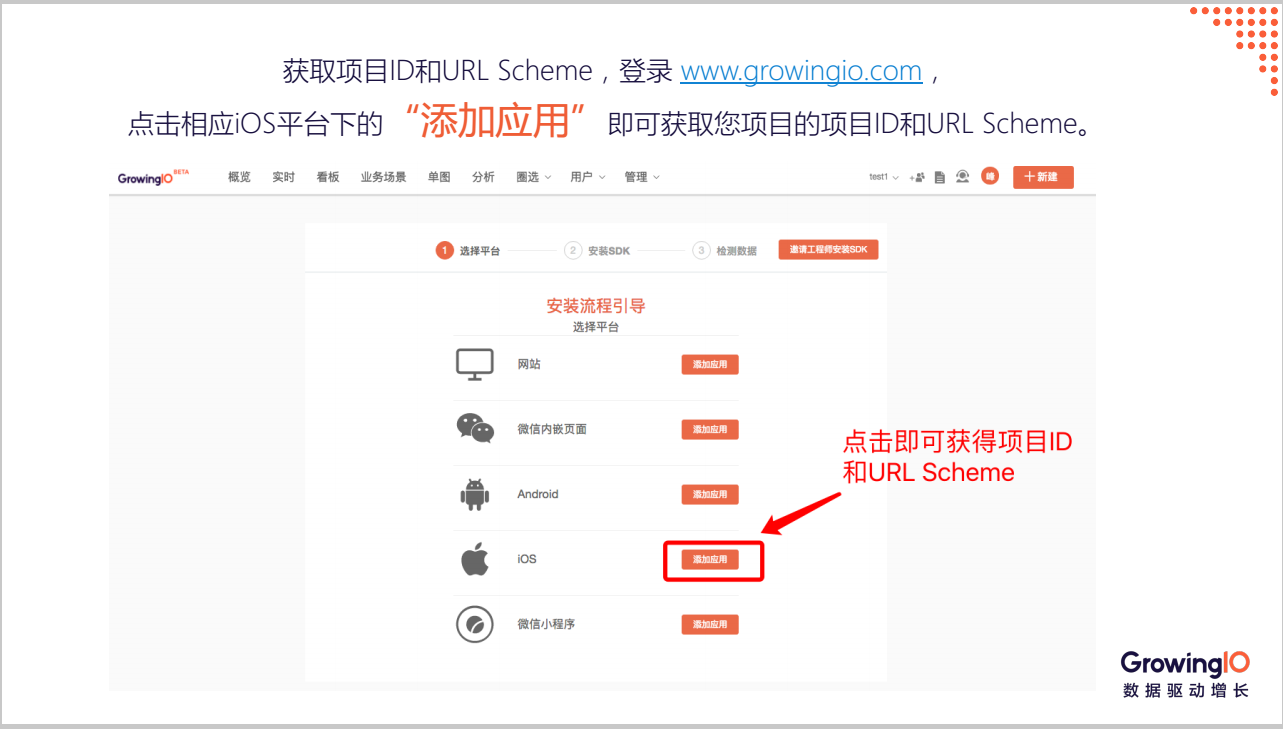 获取项目ID和URL Scheme，登录 www.growingio.com，
点击相应iOS平台下的 “添加应用” 即可获取您项目的项目ID和URL Scheme。
GrowingIO BETA 概览 实时 看板 业务场景 单图 分析 圈选 用户 管理 test1 峰 十新建
1 选择平台 2 安装SDK 3 检测数据 邀请工程师安装SDK
安装流程引导
选择平台
网站 添加应用
微信内嵌页面 添加应用
点击即可获得项目ID
和URL Scheme
Android 添加应用
iOS 添加应用
微信小程序 添加应用
GrowingIO
数据驱动增长